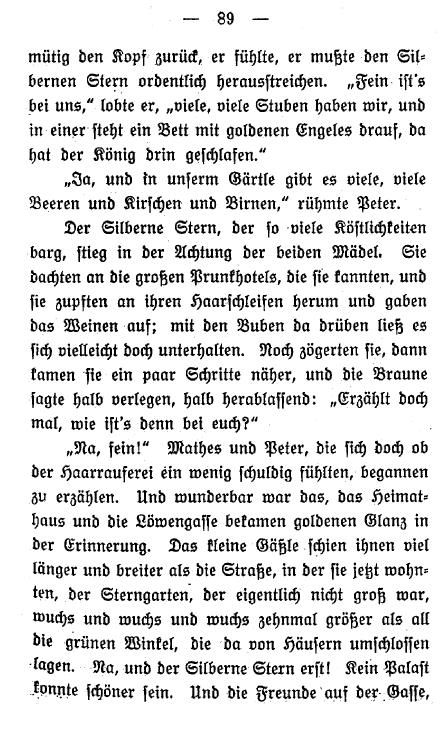 — 89 —
mütig den Kopf zurück, er fühlte, er mußte den Sil-
bernen Stern ordentlich herausstreichen. „Fein ist's
bei uns,“ lobte er, „viele, viele Stuben haben wir, und
in einer steht ein Bett mit goldenen Engeles drauf, da
hat der König drin geschlafen.“
„Ja, und in unserm Gärtle gibt es viele, viele
Beeren und Kirschen und Birnen,“ rühmte Peter.
Der Silberne Stern, der so viele Köstlichkeiten
barg, stieg in der Achtung der beiden Mädel. Sie
dachten an die großen Prunkhotels, die sie kannten, und
sie zupften an ihren Haarschleifen herum und gaben
das Weinen auf; mit den Buben da drüben ließ es
sich vielleicht doch unterhalten. Noch zögerten sie, dann
kamen sie ein paar Schritte näher, und die Braune
sagte halb verlegen, halb herablassend: „Erzählt doch
mal, wie ist's denn bei euch?“
„Na, fein!“ Mathes und Peter, die sich doch ob
der Haarrauferei ein wenig schuldig fühlten, begannen
zu erzählen. Und wunderbar war das, das Heimat-
haus und die Löwengasse bekamen goldenen Glanz in
der Erinnerung. Das kleine Gäßle schien ihnen viel
länger und breiter als die Straße, in der sie jetzt wohn-
ten, der Sterngarten, der eigentlich nicht groß war,
wuchs und wuchs und wuchs zehnmal größer als all
die grünen Winkel, die da von Häusern umschlossen
lagen. Na, und der Silberne Stern erst! Kein Palast
konnte schöner sein. Und die Freunde auf der Gasse,